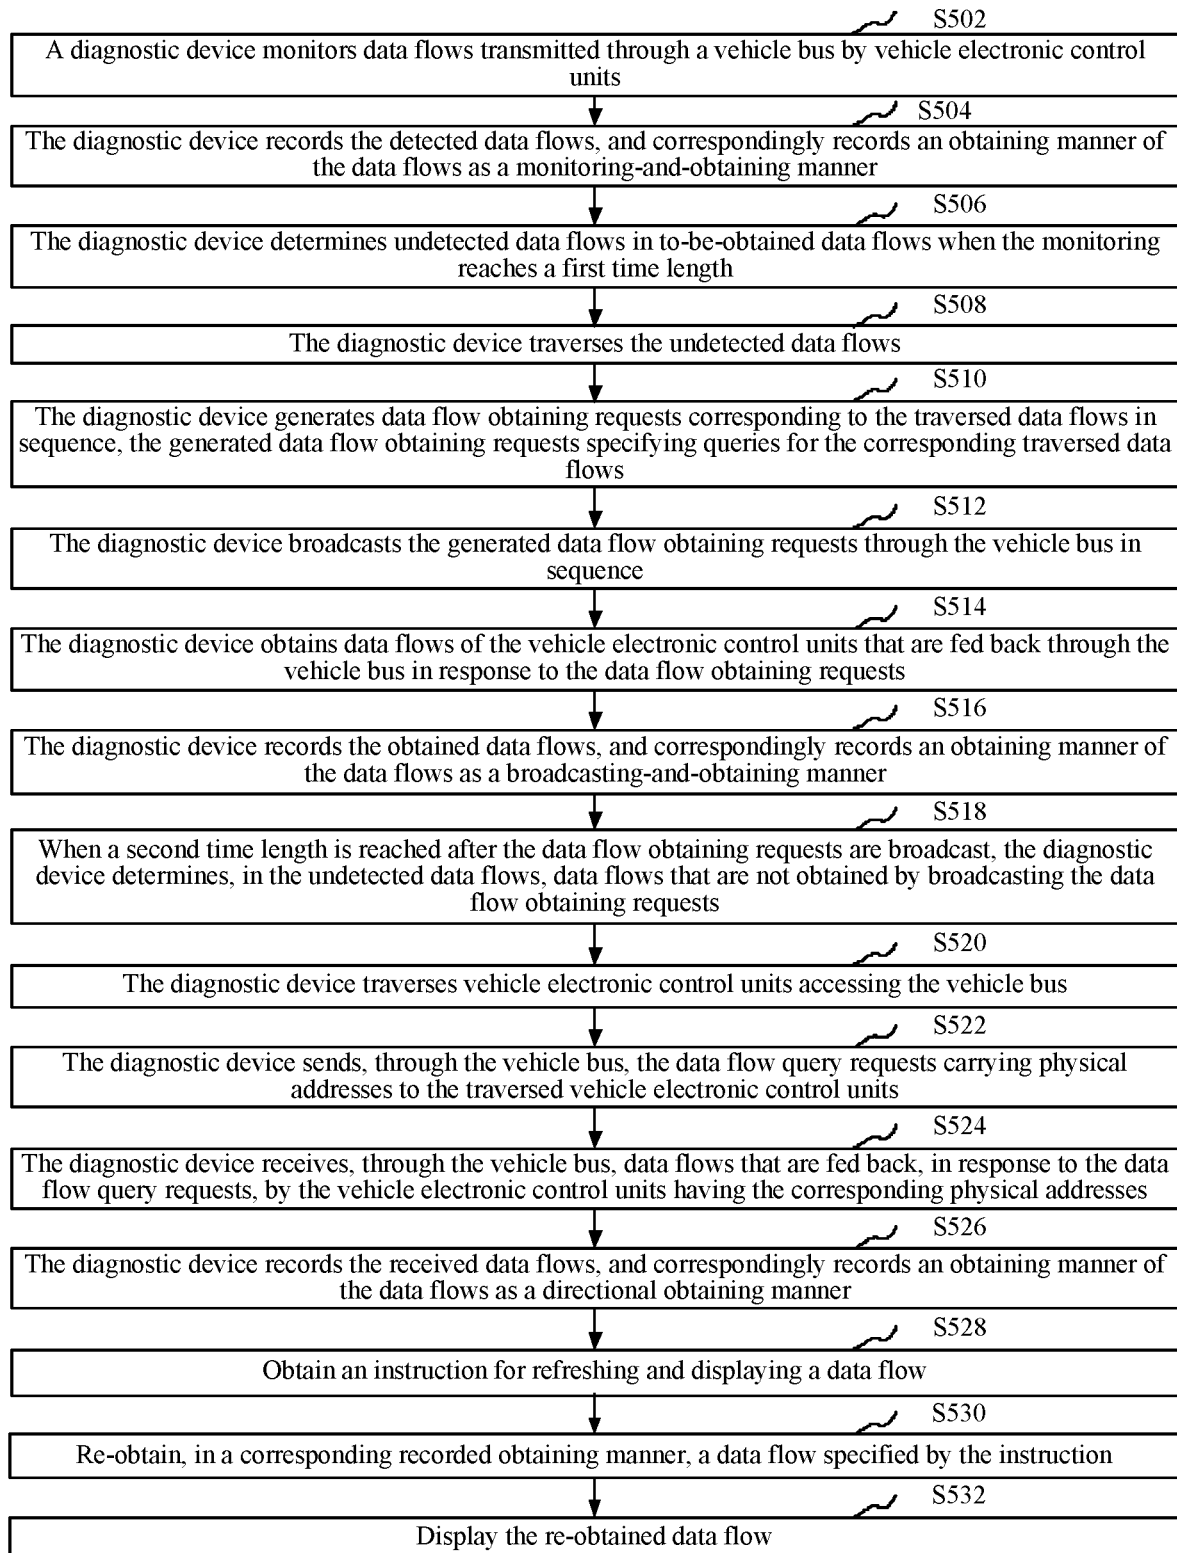 S502
A diagnostic device monitors data flows transmitted through a vehicle bus by vehicle electronic control
units
S504
The diagnostic device records the detected data flows, and correspondingly records an obtaining manner of
the data flows as a monitoring-and-obtaining manner
S506
The diagnostic device determines undetected data flows in to-be-obtained data flows when the monitoring
reaches a first time length
S508
The diagnostic device traverses the undetected data flows
S510
The diagnostic device generates data flow obtaining requests corresponding to the traversed data flows in
sequence, the generated data flow obtaining requests specifying queries for the corresponding traversed data
flows
S512
The diagnostic device broadcasts the generated data flow obtaining requests through the vehicle bus in
sequence
S514
The diagnostic device obtains data flows of the vehicle electronic control units that are fed back through the
vehicle bus in response to the data flow obtaining requests
S516
The diagnostic device records the obtained data flows, and correspondingly records an obtaining manner of
the data flows as a broadcasting-and-obtaining manner
S518
When a second time length is reached after the data flow obtaining requests are broadcast, the diagnostic
device determines, in the undetected data flows, data flows that are not obtained by broadcasting the data
flow obtaining requests
S520
The diagnostic device traverses vehicle electronic control units accessing the vehicle bus
S522
The diagnostic device sends, through the vehicle bus, the data flow query requests carrying physical
addresses to the traversed vehicle electronic control units
S524
The diagnostic device receives, through the vehicle bus, data flows that are fed back, in response to the data
flow query requests, by the vehicle electronic control units having the corresponding physical addresses
S526
The diagnostic device records the received data flows, and correspondingly records an obtaining manner of
the data flows as a directional obtaining manner
S528
Obtain an instruction for refreshing and displaying a data flow
S530
Re-obtain, in a corresponding recorded obtaining manner, a data flow specified by the instruction
S532
Display the re-obtained data flow